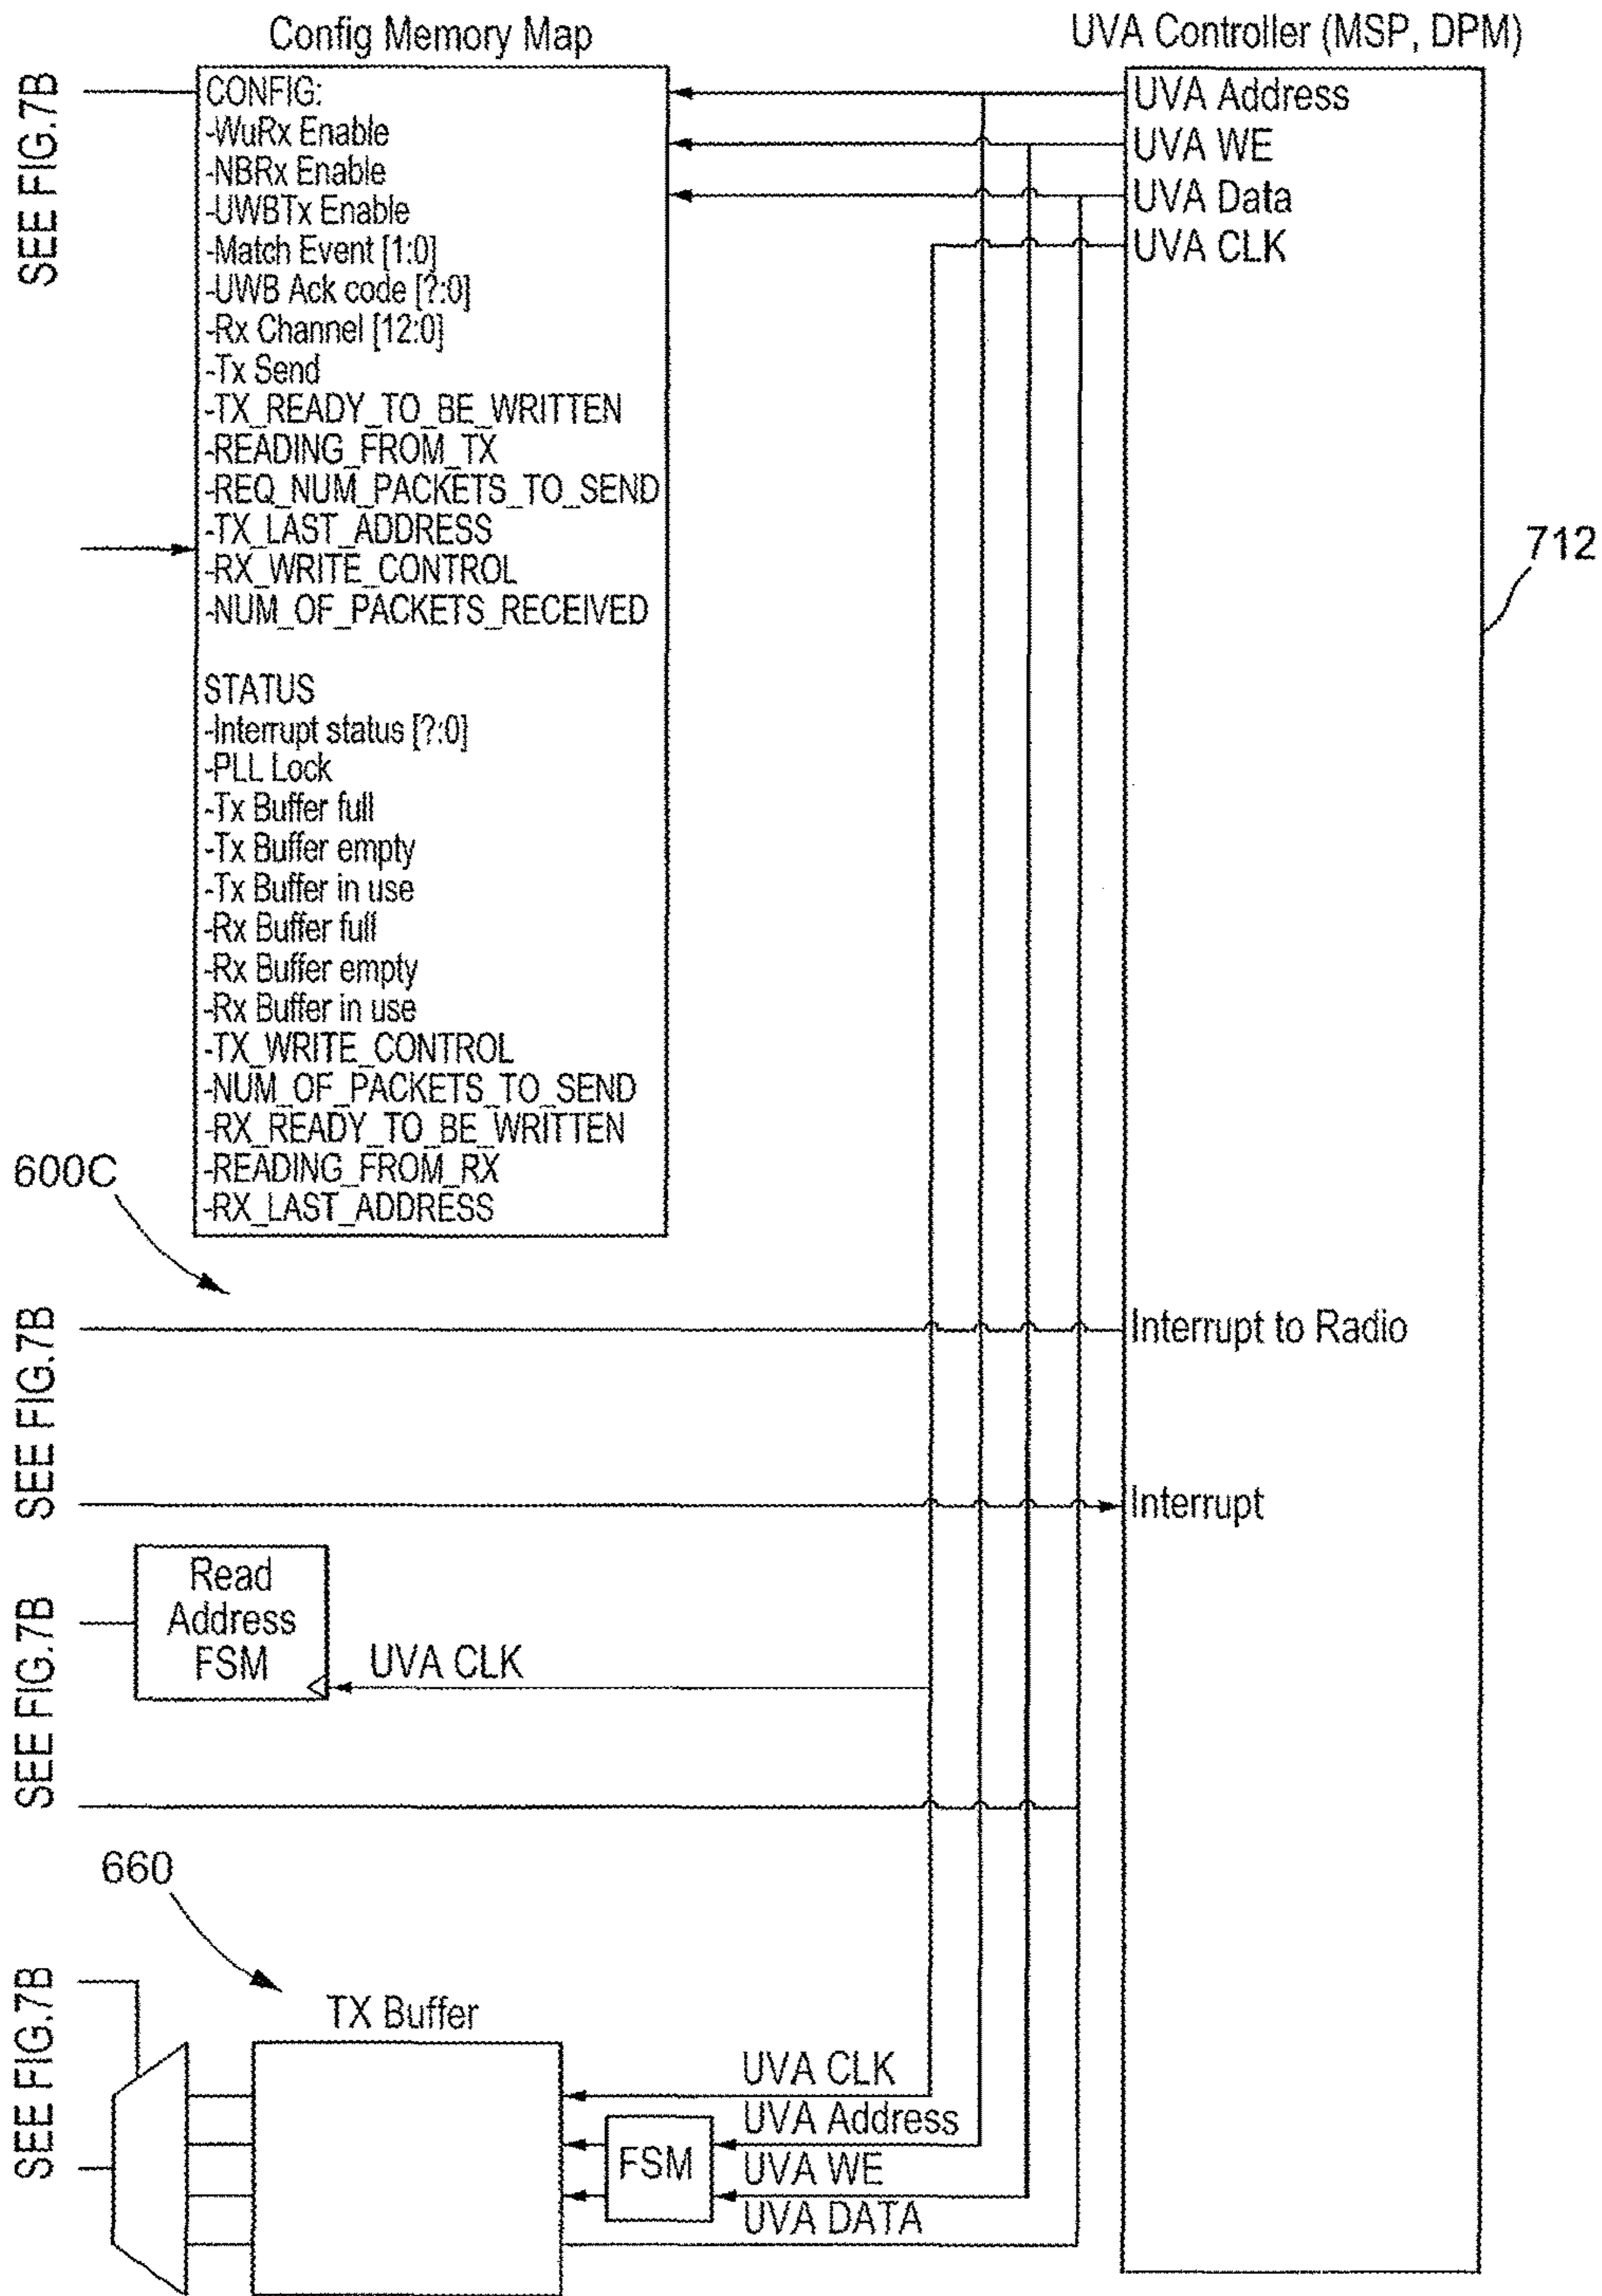 Config Memory Map
UVA Controller (MSP, DPM)
SEE FIG.7B
CONFIG:
-WuRx Enable
-NBRx Enable
-UWBTx Enable
-Match Event [1:0]
-UWB Ack code [?:0]
-Rx Channel [12:0]
-Tx Send
-TX_READY_TO_BE_WRITTEN
-READING_FROM_TX
-REQ_NUM_PACKETS_TO_SEND
-TX_LAST_ADDRESS
-RX_WRITE_CONTROL
-NUM_OF_PACKETS_RECEIVED
STATUS
-Interrupt status [?:0]
-PLL Lock
-Tx Buffer full
-Tx Buffer empty
-Tx Buffer in use
-Rx Buffer full
-Rx Buffer empty
-Rx Buffer in use
-TX_WRITE_CONTROL
-NUM_OF_PACKETS_TO_SEND
-RX_READY_TO_BE_WRITTEN
-READING_FROM_RX
-RX_LAST_ADDRESS
UVA Address
UVA WE
UVA Data
UVA CLK
712
600C
SEE FIG.7B
Interrupt to Radio
Interrupt
SEE FIG.7B
Read
Address
FSM
UVA CLK
660
SEE FIG.7B
TX Buffer
UVA CLK
UVA Address
FSM
UVA WE
UVA DATA